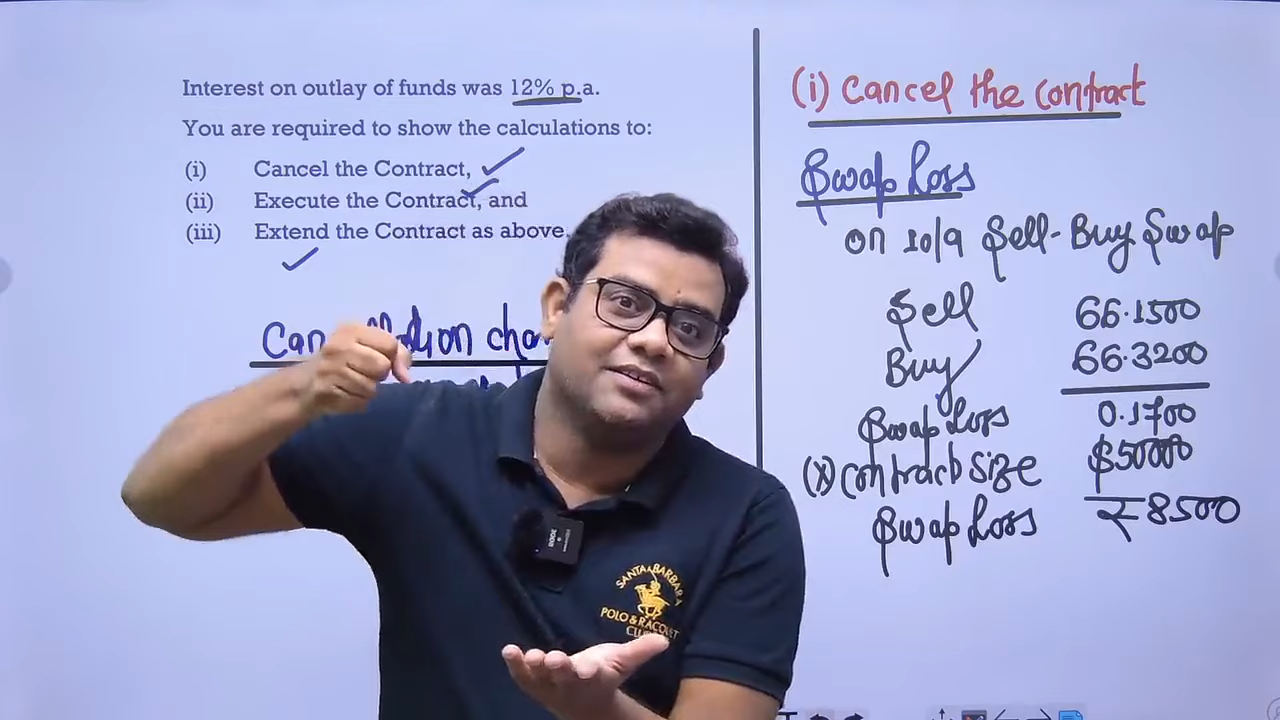 Interest on outlay of funds was 12% p.a.
You are required to show the calculations to:
(i) Cancel the Contract,
(ii) Execute the Contract, and
(iii) Extend the Contract as above.
(i) Cancel the contract
Swap Loss
on 10/9 Sell-Buy Swap
Sell 66.1500
Buy 66.3200
Swap Loss 0.1700
(x) Contract Size $50000
Swap Loss ₹8500
RODE
SANTA BARBARA
POLO & RACQUET